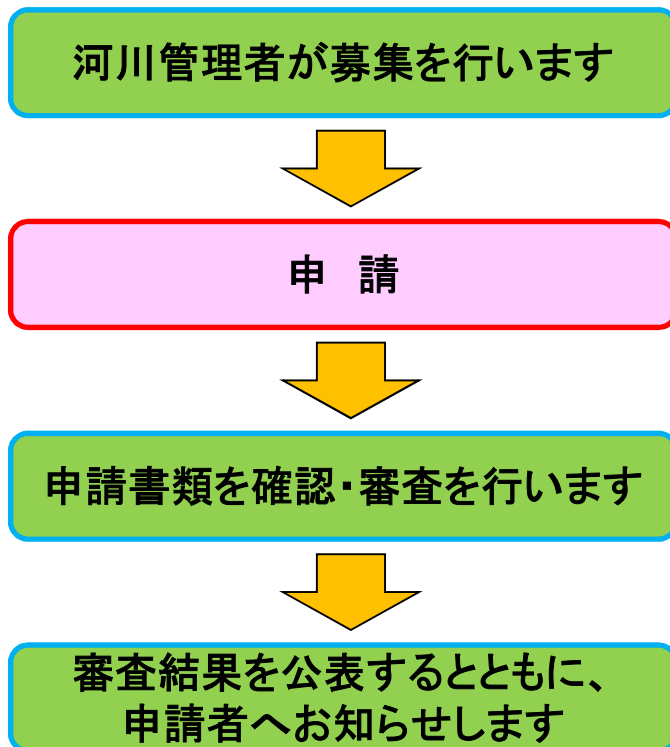 河川管理者が募集を行います
申　請
申請書類を確認・審査を行います
審査結果を公表するとともに、
申請者へお知らせします